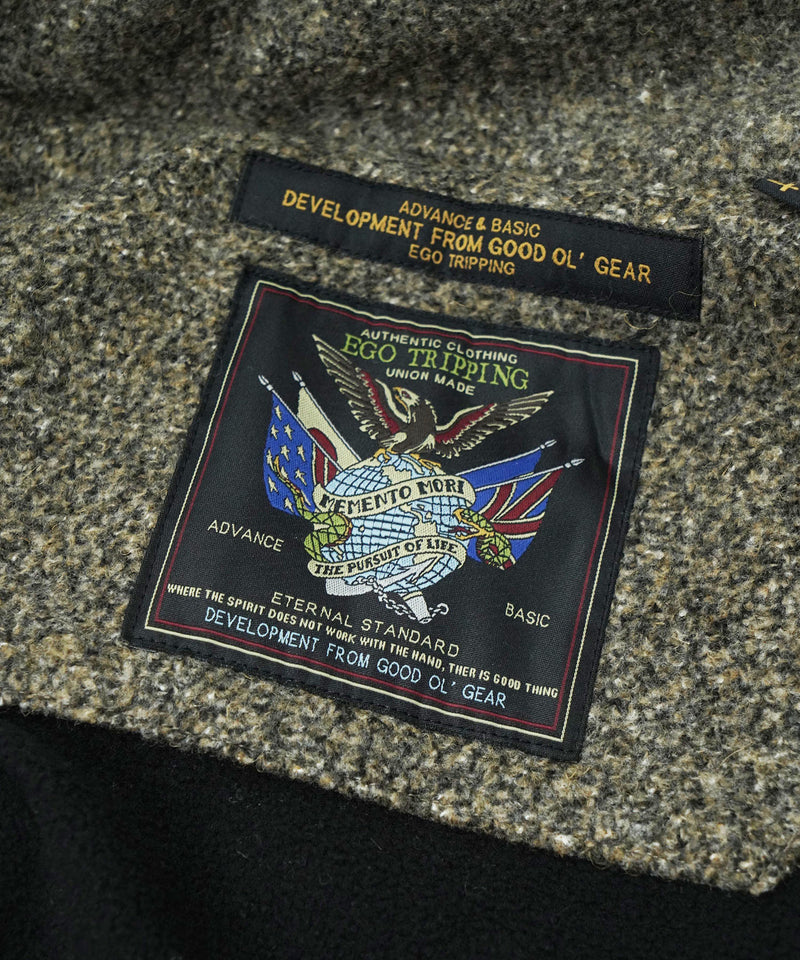 ADVANCE & BASIC
DEVELOPMENT FROM GOOD OL' GEAR
EGO TRIPPING
AUTHENTIC CLOTHING
EGO TRIPPING
UNION MADE
MEMENTO MORI
ADVANCE
THE PURSUIT OF LIFE
BASIC
ETERNAL STANDARD
WHERE THE SPIRIT DOES NOT WORK WITH THE HAND, THER IS GOOD THING
DEVELOPMENT FROM GOOD OL' GEAR